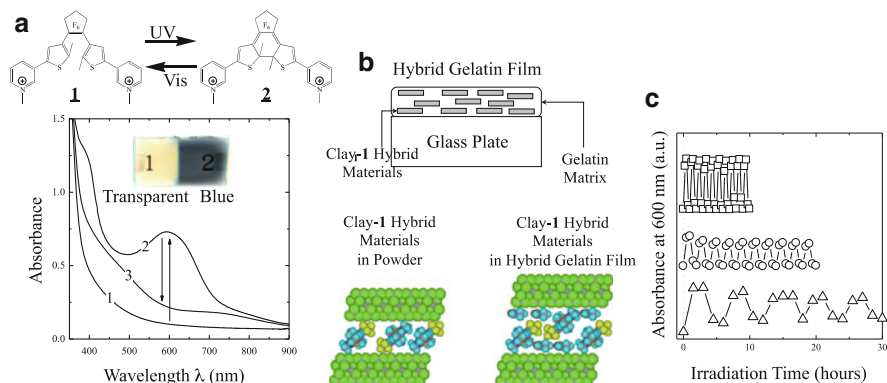 a
F6
UV
Vis
F6
S
S
S
S
N
N
N
N
1
2
1.5
1.0
0.5
0.0
Absorbance
1
2
Transparent
Blue
2
3
1
400
500
600
700
800
900
Wavelength λ (nm)
b
Hybrid Gelatin Film
Glass Plate
Clay-1 Hybrid
Materials
Gelatin
Matrix
Clay-1 Hybrid
Materials
in Powder
Clay-1 Hybrid
Materials
in Hybrid Gelatin Film
c
Absorbance at 600 nm (a.u.)
0
10
20
30
Irradiation Time (hours)